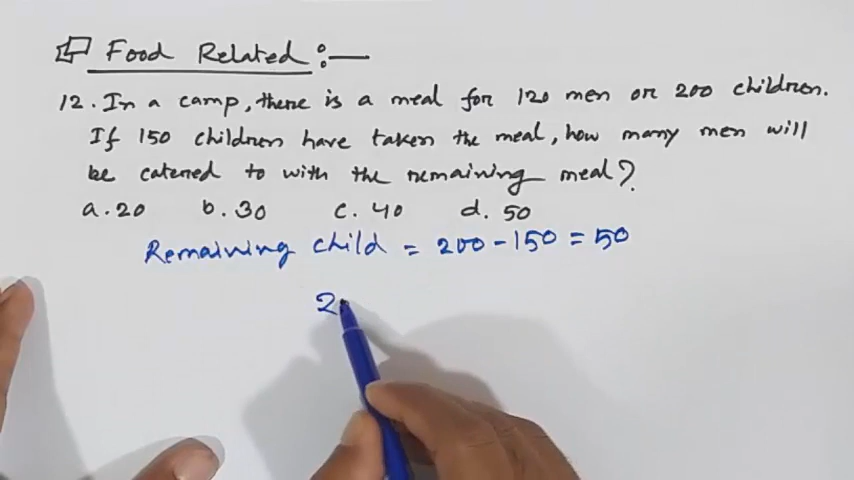 Food Related :—
12. In a camp, there is a meal for 120 men or 200 children.
If 150 children have taken the meal, how many men will
be catered to with the remaining meal?
a. 20 b. 30 c. 40 d. 50
Remaining child = 200 - 150 = 50
2